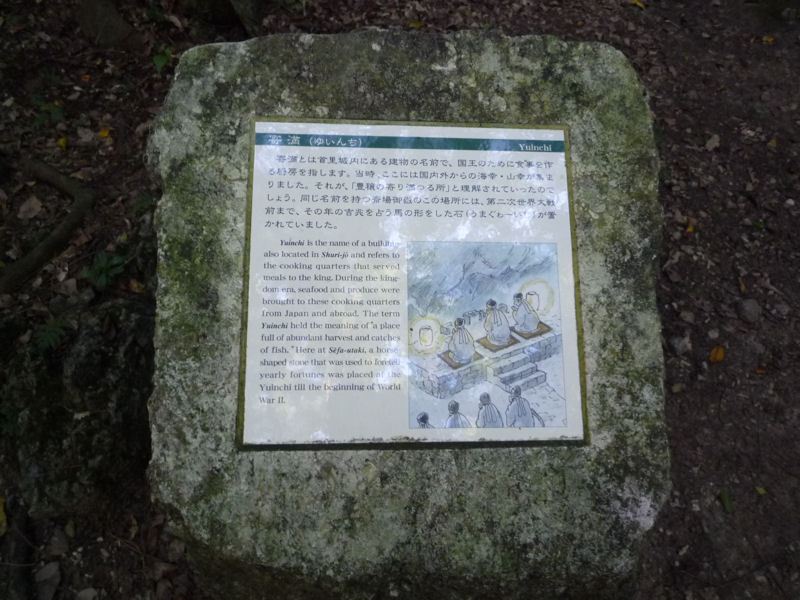 寄満（ゆいんち）
Yuinchi
寄満とは首里城内にある建物の名前で、国王のために食事を作
る厨房を指します。当時、ここには国内外からの海幸・山幸が集ま
りました。それが、「豊穣の寄り満つる所」と理解されていったので
しょう。同じ名前を持つ斎場御嶽のこの場所には、第二次世界大戦
前まで、その年の吉兆を占う馬の形をした石（うまぐゎーいし）が置
かれていました。
Yuinchi is the name of a building
also located in Shuri-jō and refers to
the cooking quarters that served
meals to the king. During the king-
dom era, seafood and produce were
brought to these cooking quarters
from Japan and abroad. The term
Yuinchi held the meaning of "a place
full of abundant harvest and catches
of fish." Here at Sēfa-utaki, a horse-
shaped stone that was used to foretell
yearly fortunes was placed at the
Yuinchi till the beginning of World
War II.